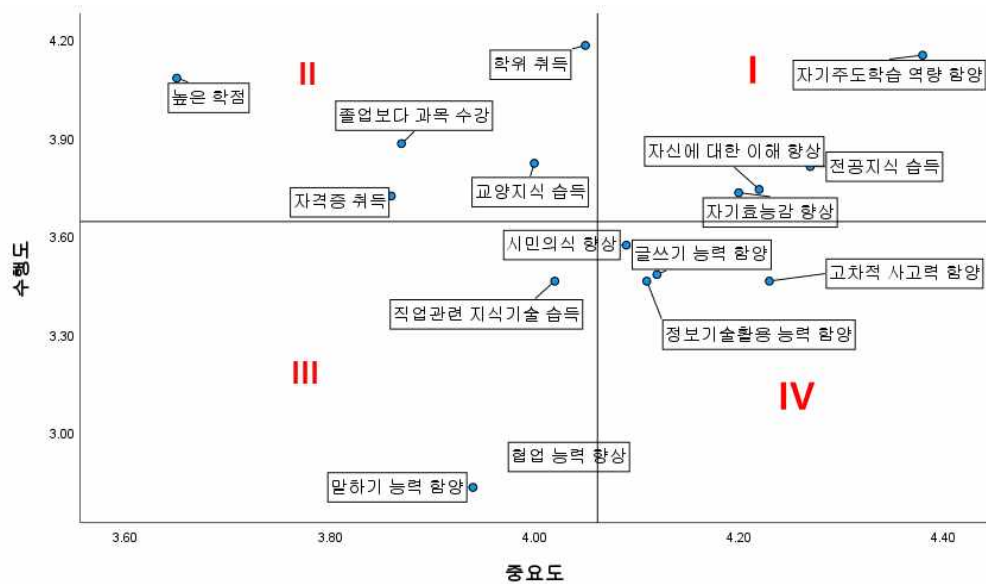 4.20
학위 취득
II
I
자기주도학습 역량 함양
높은 학점
졸업보다 과목 수강
3.90
자신에 대한 이해 향상
전공지식 습득
교양지식 습득
자격증 취득
자기효능감 향상
3.60
시민의식 향상
글쓰기 능력 함양
고차적 사고력 함양
수행도
직업관련 지식기술 습득
정보기술활용 능력 함양
3.30
III
IV
3.00
협업 능력 향상
말하기 능력 함양
3.60
3.80
4.00
4.20
4.40
중요도